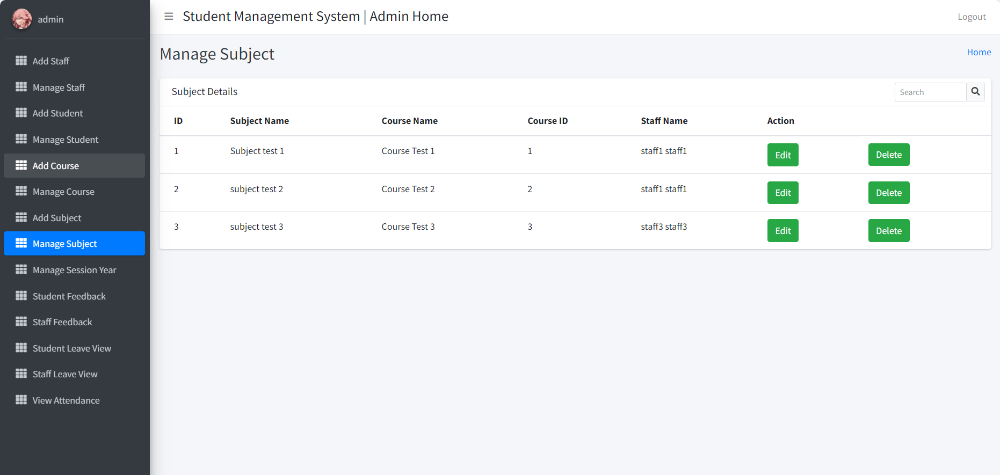 admin
Student Management System | Admin Home
Logout
Add Staff
Manage Staff
Add Student
Manage Student
Add Course
Manage Course
Add Subject
Manage Subject
Manage Session Year
Student Feedback
Staff Feedback
Student Leave View
Staff Leave View
View Attendance
Manage Subject
Home
Subject Details
Search
ID Subject Name Course Name Course ID Staff Name Action
1 Subject test 1 Course Test 1 1 staff1 staff1 Edit Delete
2 subject test 2 Course Test 2 2 staff1 staff1 Edit Delete
3 subject test 3 Course Test 3 3 staff3 staff3 Edit Delete